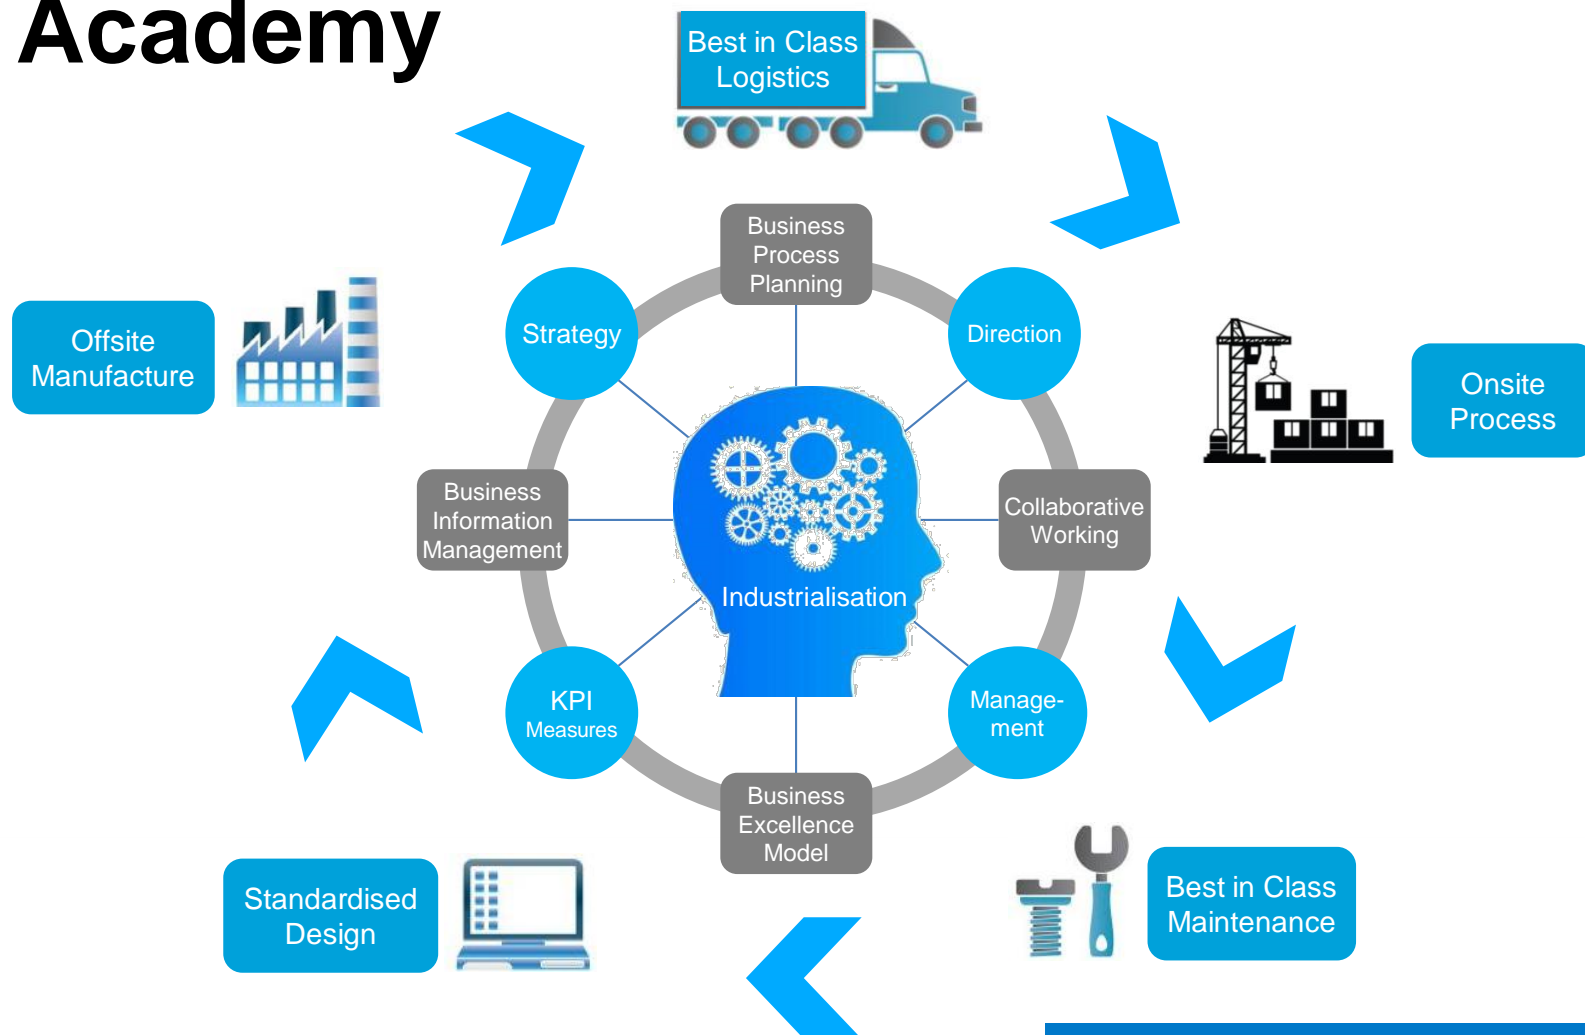 Academy
Best in Class
Logistics
Business
Process
Planning
Strategy
Direction
Offsite
Manufacture
Onsite
Process
Business
Information
Management
Collaborative
Working
Industrialisation
KPI
Measures
Manage-
ment
Business
Excellence
Model
Standardised
Design
Best in Class
Maintenance